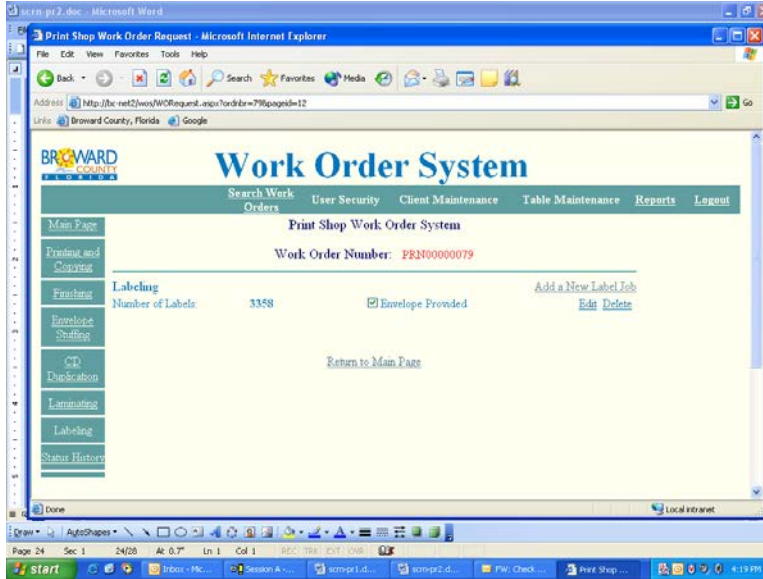 scrn-pr2.doc - Microsoft Word
Print Shop Work Order Request - Microsoft Internet Explorer
File Edit View Favorites Tools Help
Back Search Favorites Media
Address http://bc-net2/wos/WORequest.aspx?ordnbr=79&pageid=12 Go
Links Broward County, Florida Google
BROWARD
COUNTY
FLORIDA
Work Order System
Search Work Orders User Security Client Maintenance Table Maintenance Reports Logout
Main Page
Printing and Copying
Finishing
Envelope Stuffing
CD Duplication
Laminating
Labeling
Status History
Print Shop Work Order System
Work Order Number: PRN00000079
Labeling Add a New Label Job
Number of Labels: 3358 Envelope Provided Edit Delete
Return to Main Page
Done Local intranet
Draw AutoShapes
Page 24 Sec 1 24/28 At 0.7" Ln 1 Col 1 REC TRK EXT OVR
start Inbox - Mic... Session A - ... scrn-pr1.d... scrn-pr2.d... FW: Check ... Print Shop ... 4:19 PM